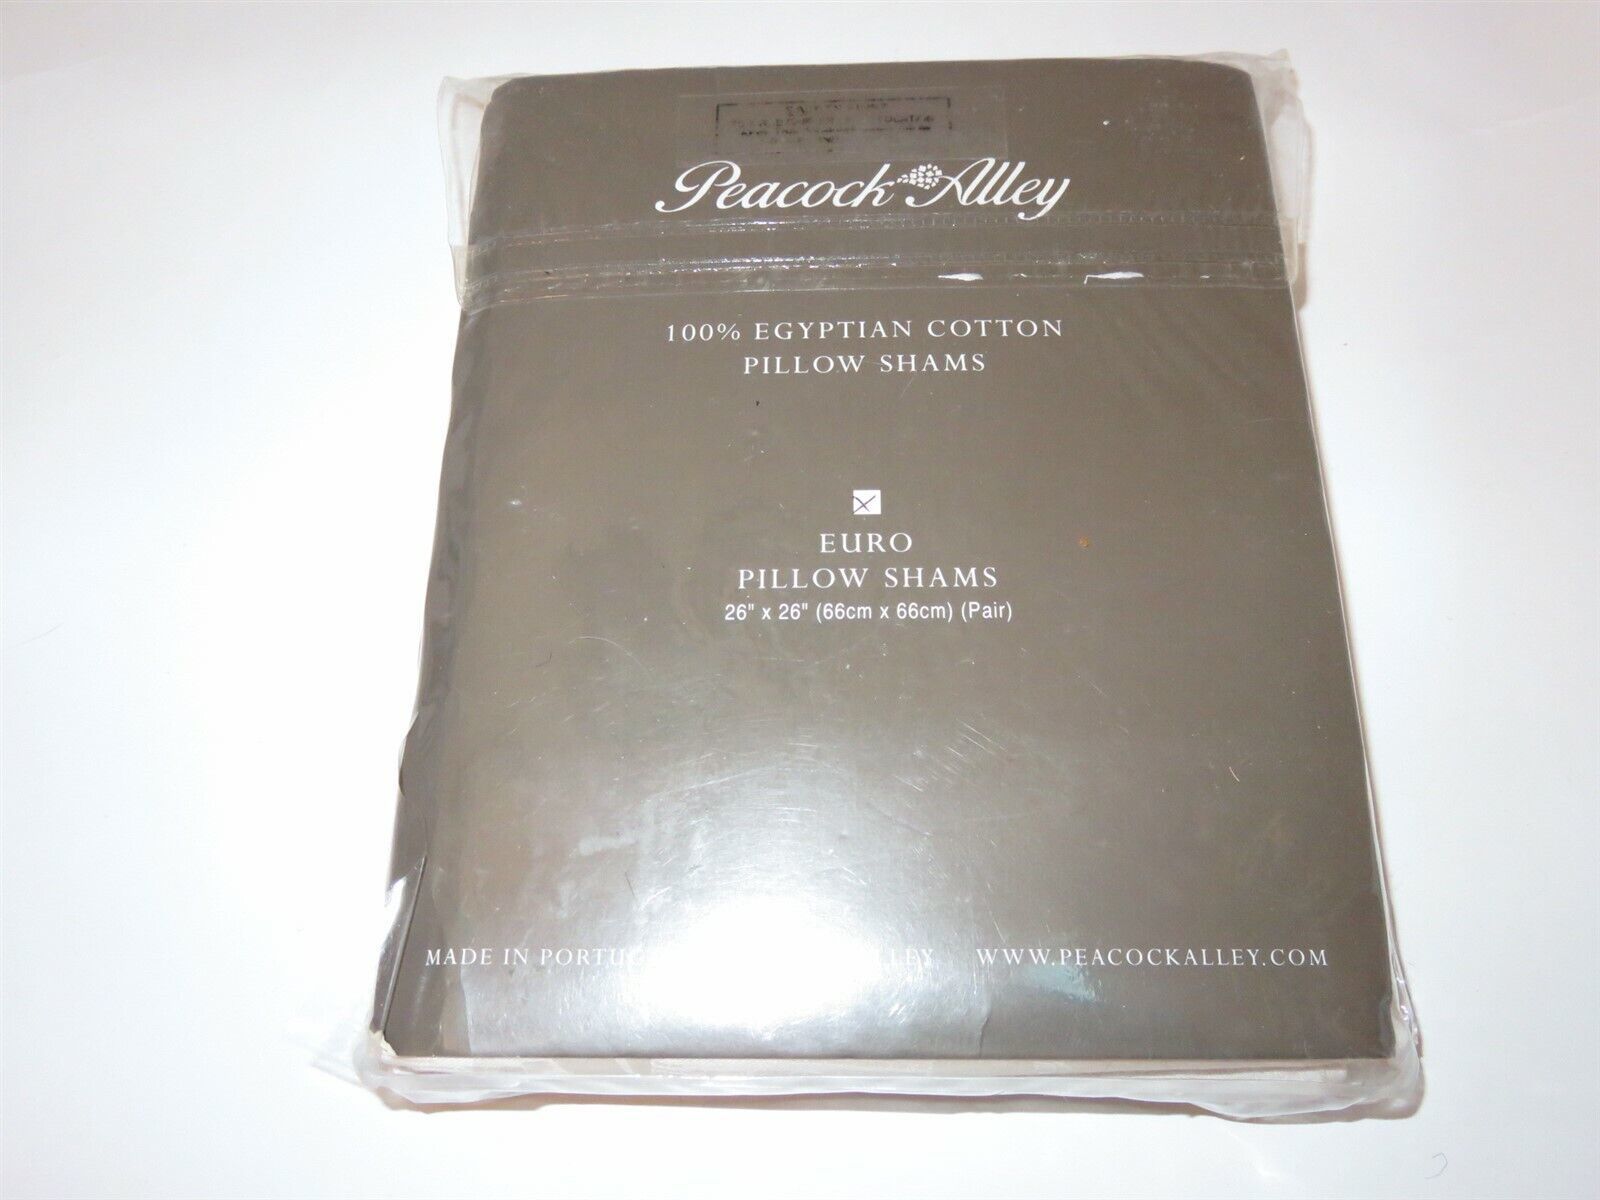 Peacock Alley
100% EGYPTIAN COTTON
PILLOW SHAMS
X
EURO
PILLOW SHAMS
26" x 26" (66cm x 66cm) (Pair)
MADE IN WWW.PEACOCKALLEY.COM